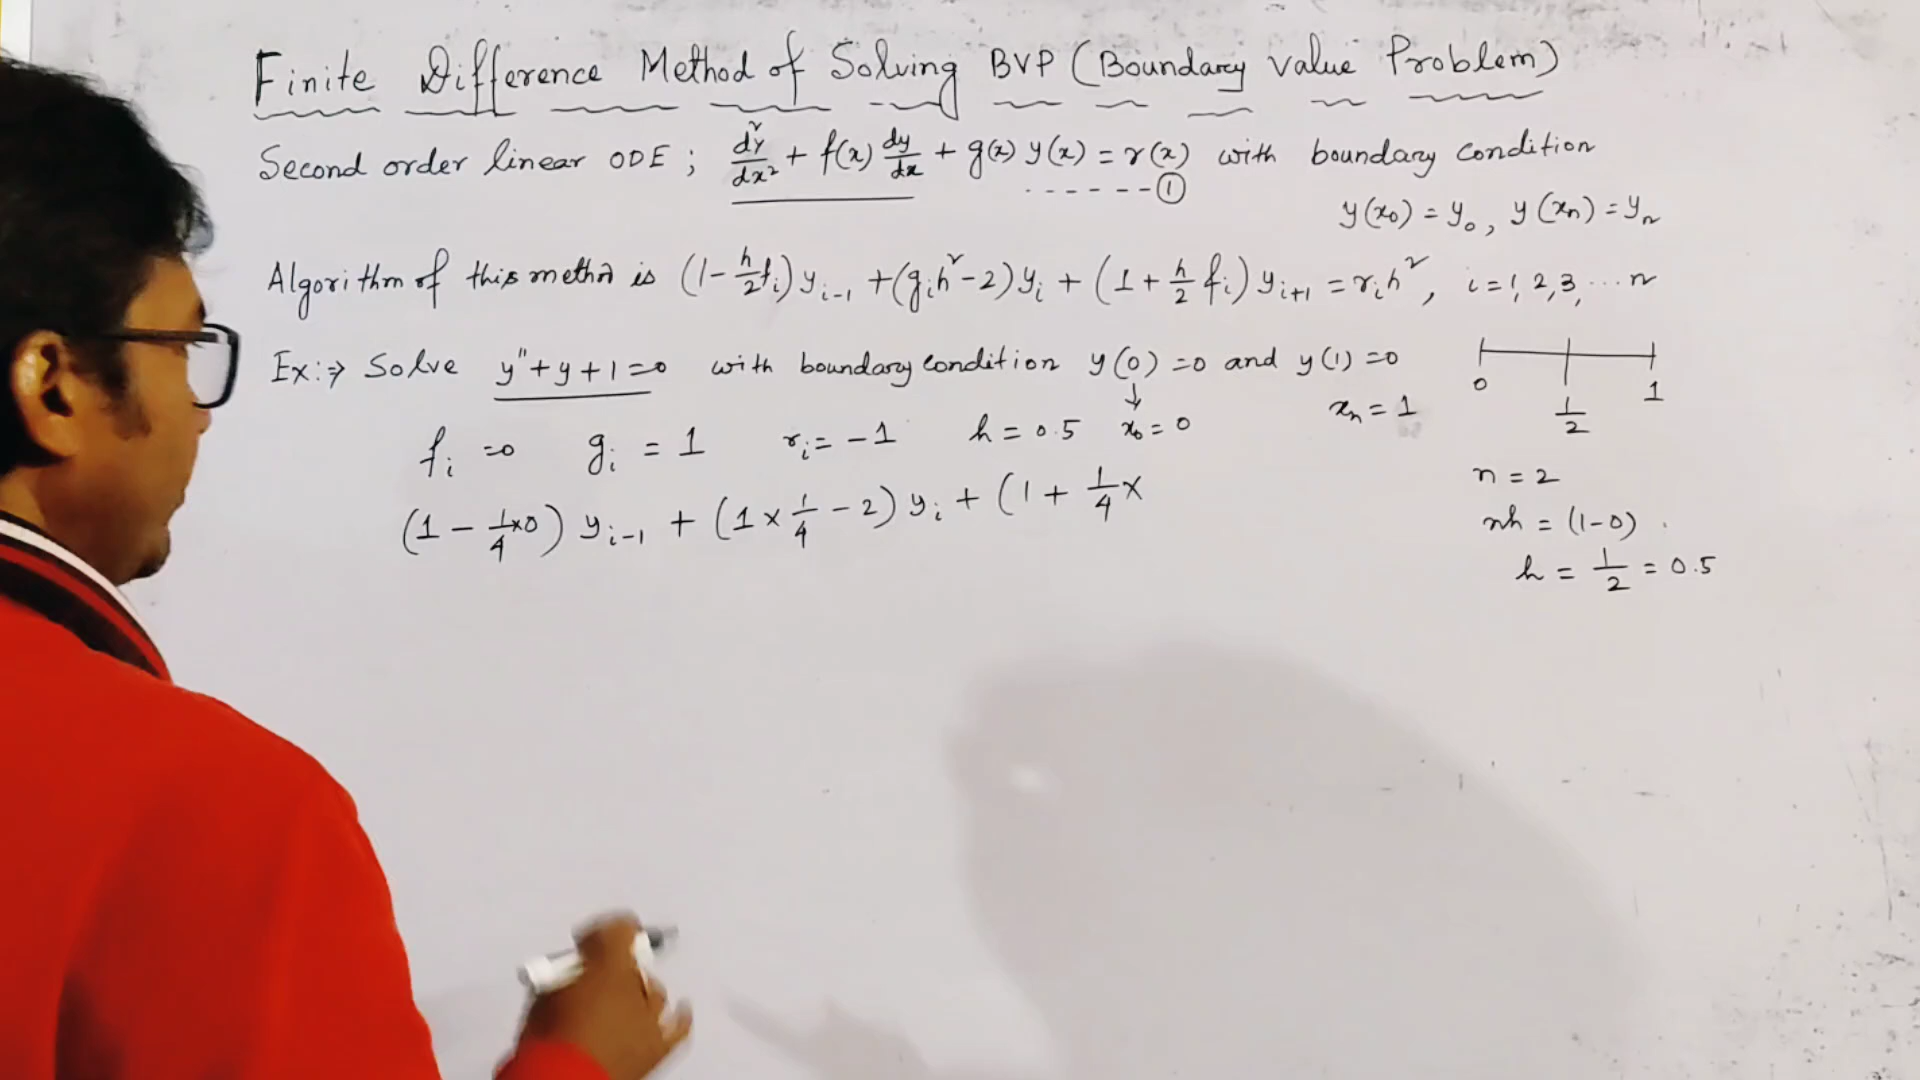 Finite Difference Method of Solving BVP (Boundary Value Problem)
Second order linear ODE ; d²y/dx² + f(x) dy/dx + g(x) y(x) = r(x) with boundary condition
------①
y(x₀) = y₀, y(xₙ) = yₙ
Algorithm of this method is (1 - h/2 fᵢ) yᵢ₋₁ + (gᵢh² - 2) yᵢ + (1 + h/2 fᵢ) yᵢ₊₁ = rᵢh², i = 1, 2, 3, ... n
Ex:⇒ Solve y" + y + 1 = 0 with boundary condition y(0) = 0 and y(1) = 0
0 1/2 1
fᵢ = 0 gᵢ = 1 rᵢ = -1 h = 0.5 ↓ x₀ = 0 xₙ = 1
n = 2
(1 - 1/4 × 0) yᵢ₋₁ + (1 × 1/4 - 2) yᵢ + (1 + 1/4 ×
nh = (1-0)
h = 1/2 = 0.5